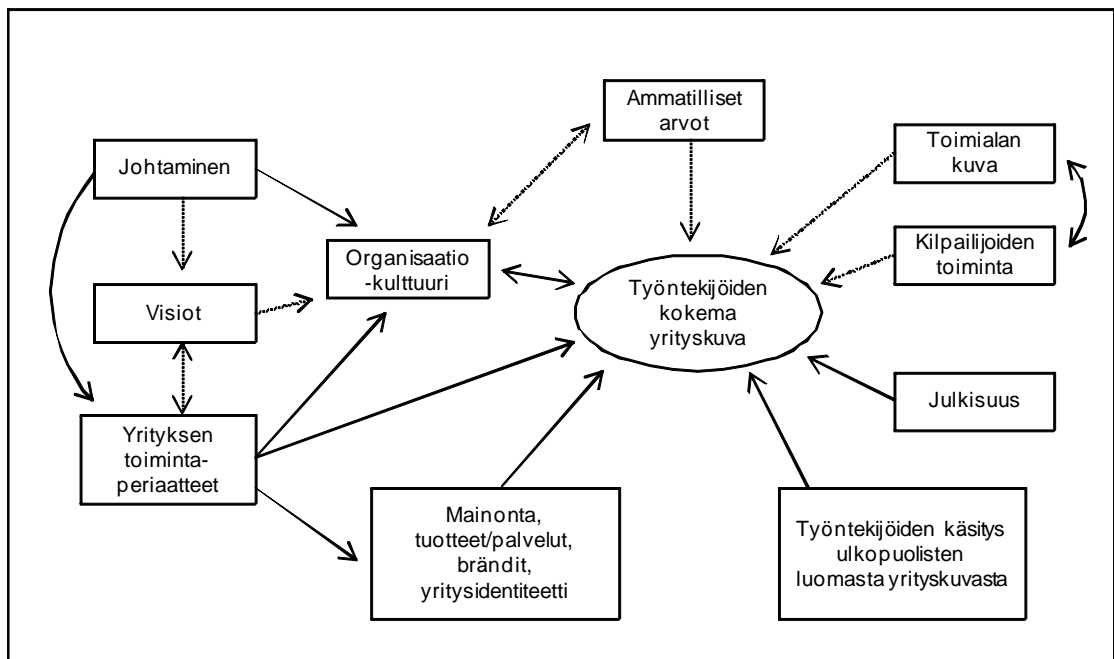 Ammatilliset
arvot
Johtaminen
Toimialan
kuva
Organisaatio
-kulttuuri
Kilpailijoiden
toiminta
Visiot
Työntekijöiden
kokema
yrityskuva
Julkisuus
Yrityksen
toiminta-
periaatteet
Mainonta,
tuotteet/palvelut,
brändit,
yritysidentiteetti
Työntekijöiden käsitys
ulkopuolisten
luomasta yrityskuvasta